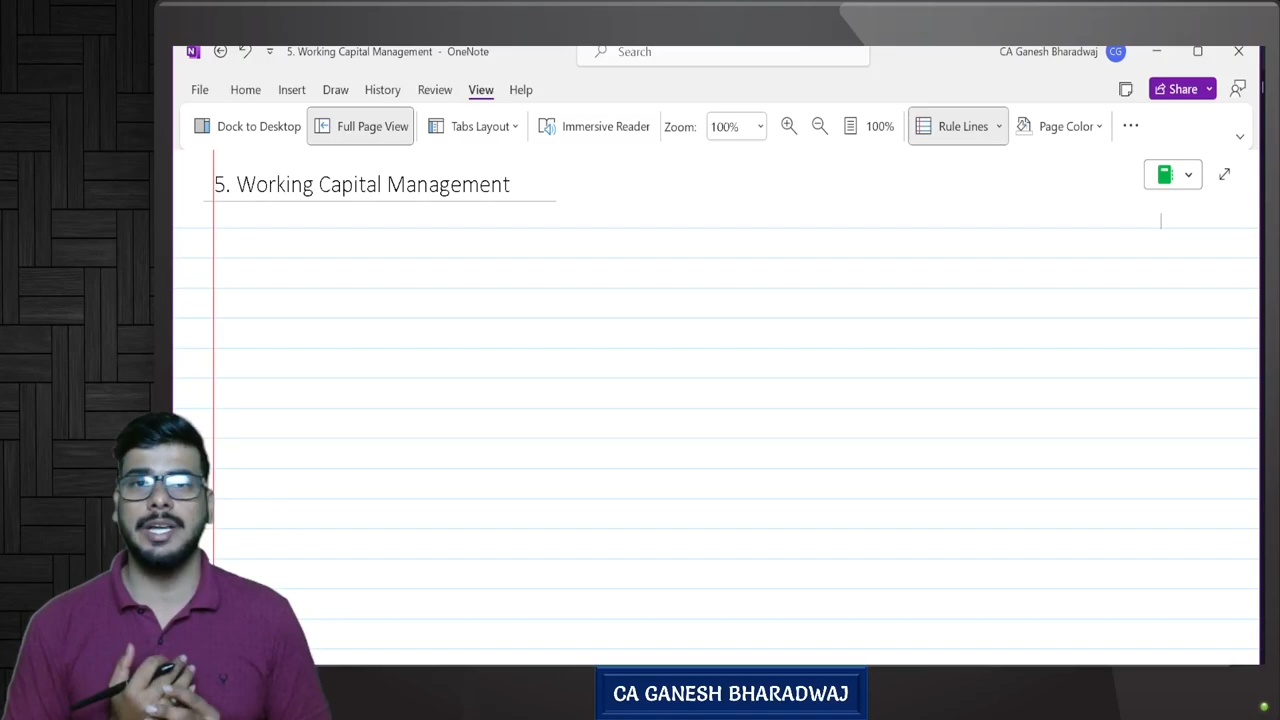 5. Working Capital Management - OneNote
Search
CA Ganesh Bharadwaj CG
File Home Insert Draw History Review View Help
Share
Dock to Desktop Full Page View Tabs Layout Immersive Reader Zoom: 100% 100% Rule Lines Page Color
5. Working Capital Management
CA GANESH BHARADWAJ